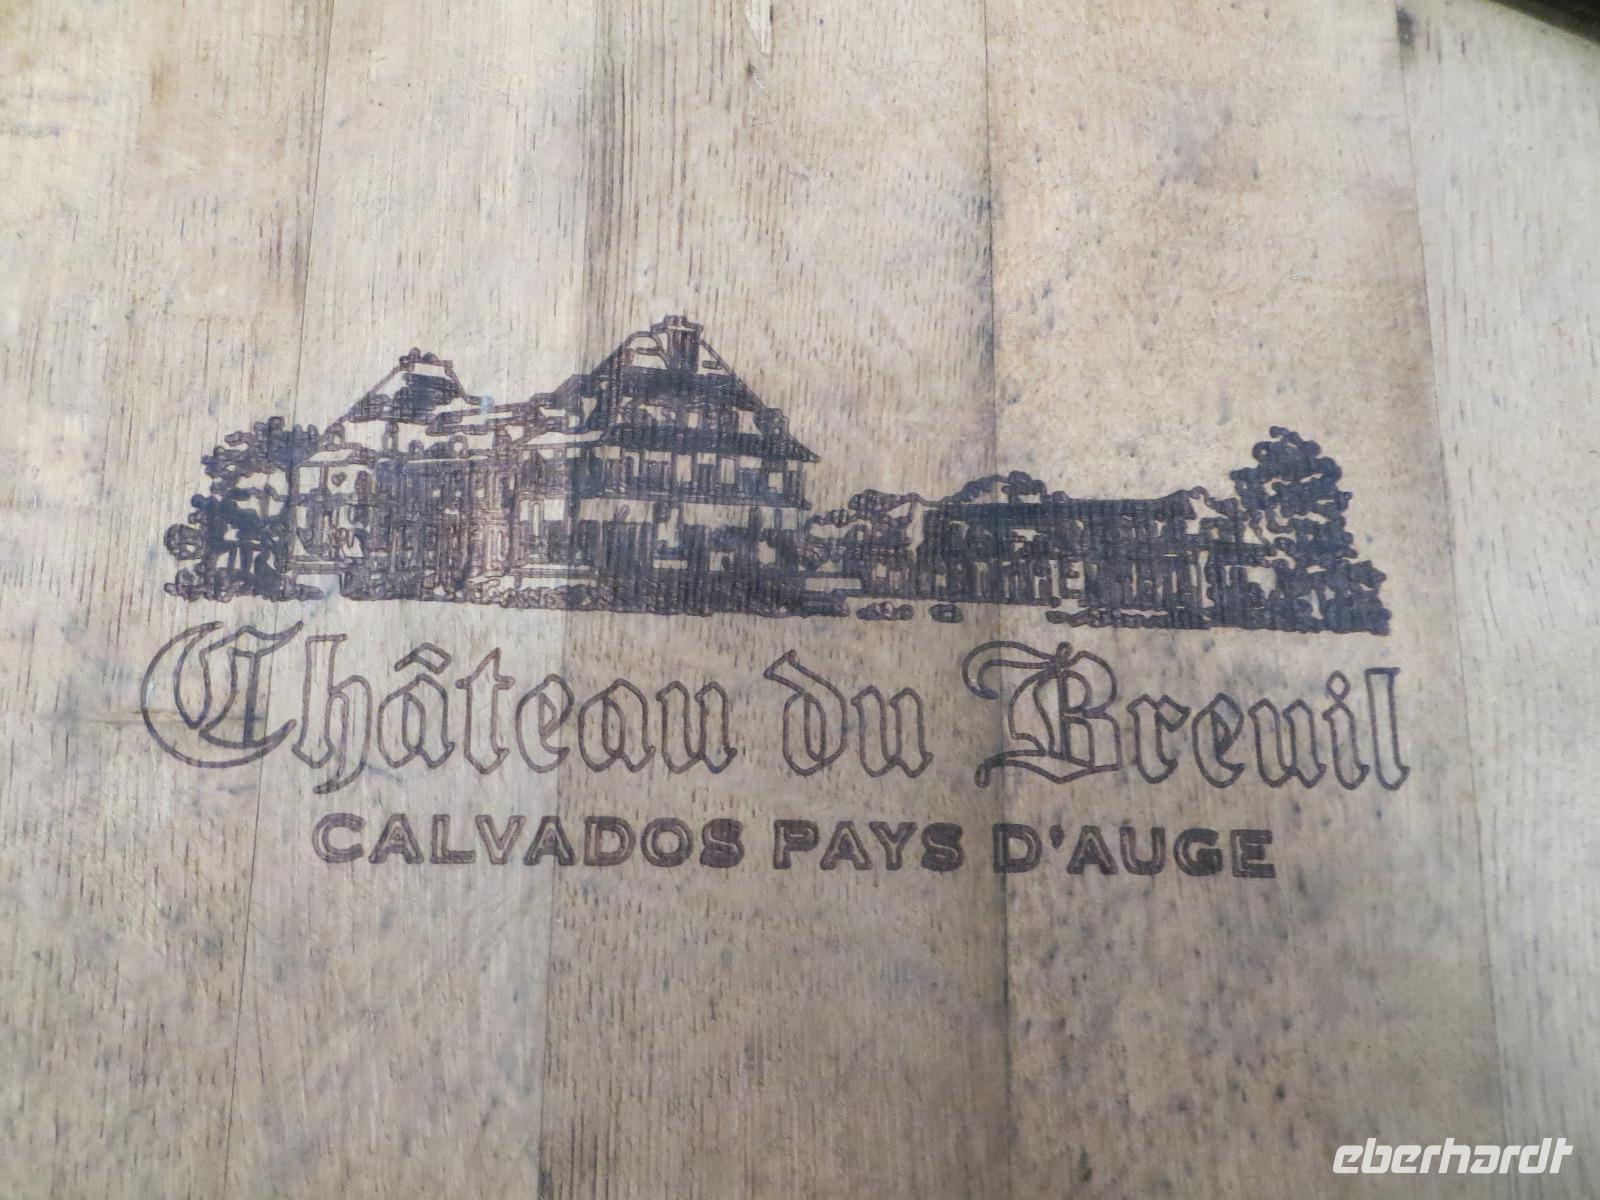 Château du Breuil
CALVADOS PAYS D'AUGE
eberhardt